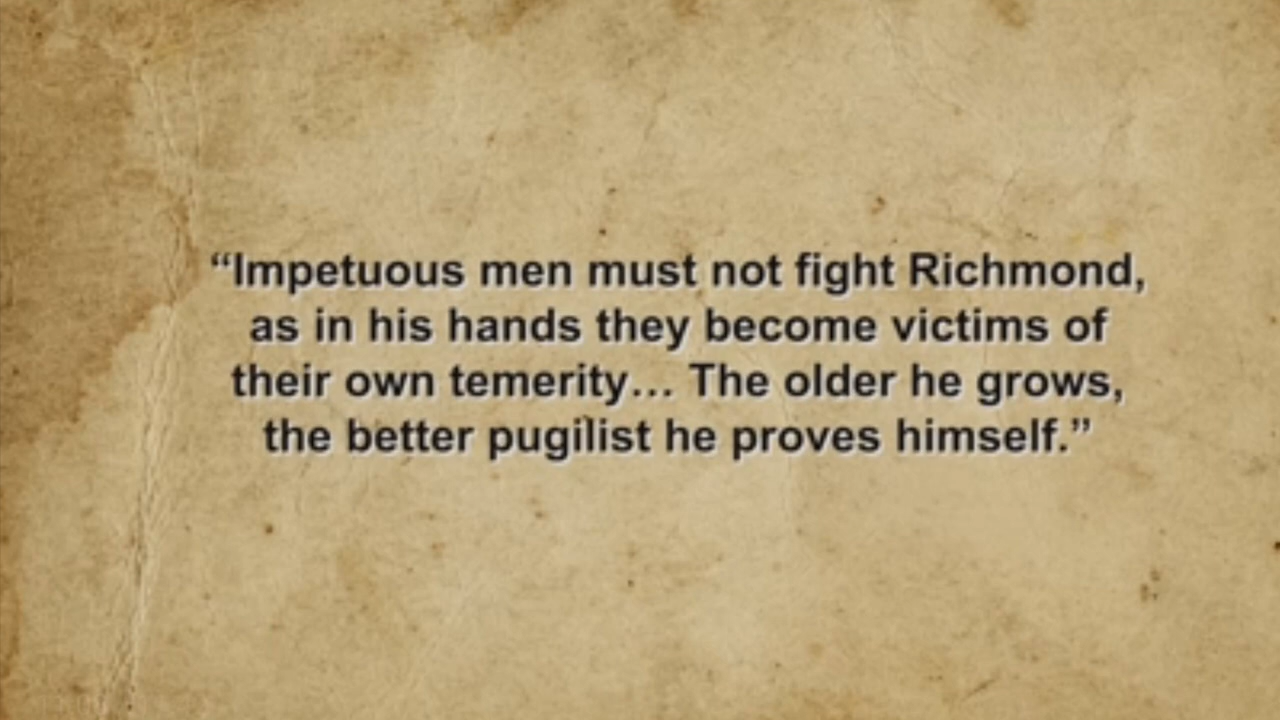 “Impetuous men must not fight Richmond,
as in his hands they become victims of
their own temerity… The older he grows,
the better pugilist he proves himself.”